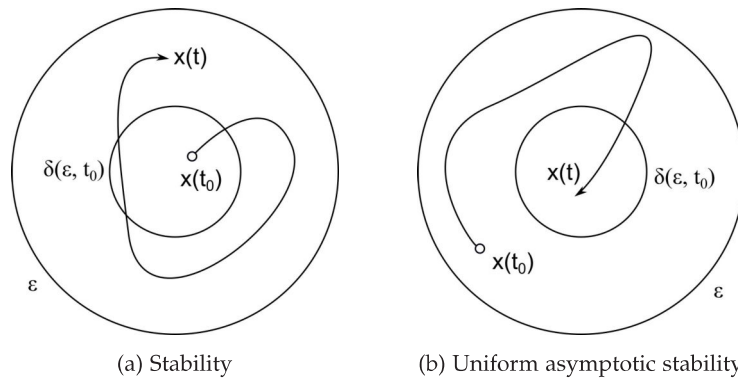 x(t)
δ(ε, t₀)
x(t₀)
ε
x(t)
δ(ε, t₀)
x(t₀)
ε
(a) Stability
(b) Uniform asymptotic stability